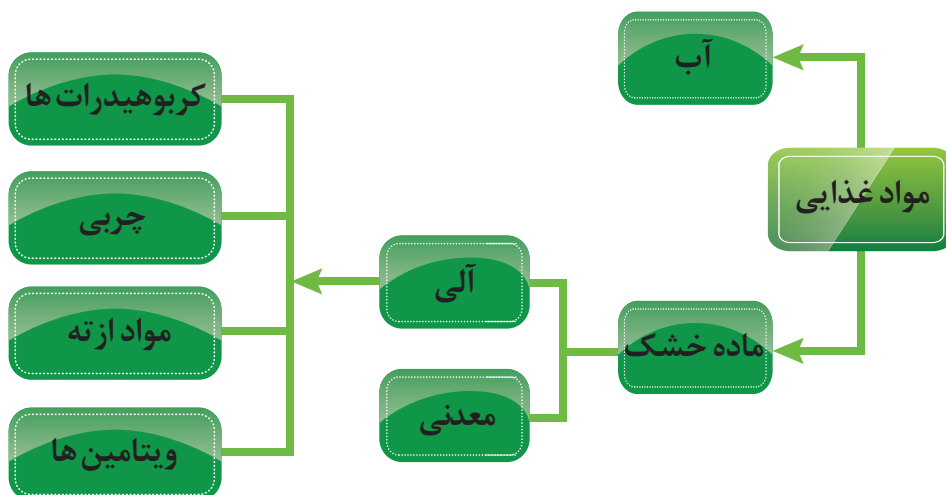 مواد غذایی
آب
ماده خشک
آلی
معدنی
کربوهیدرات ها
چربی
مواد ازته
ویتامین ها